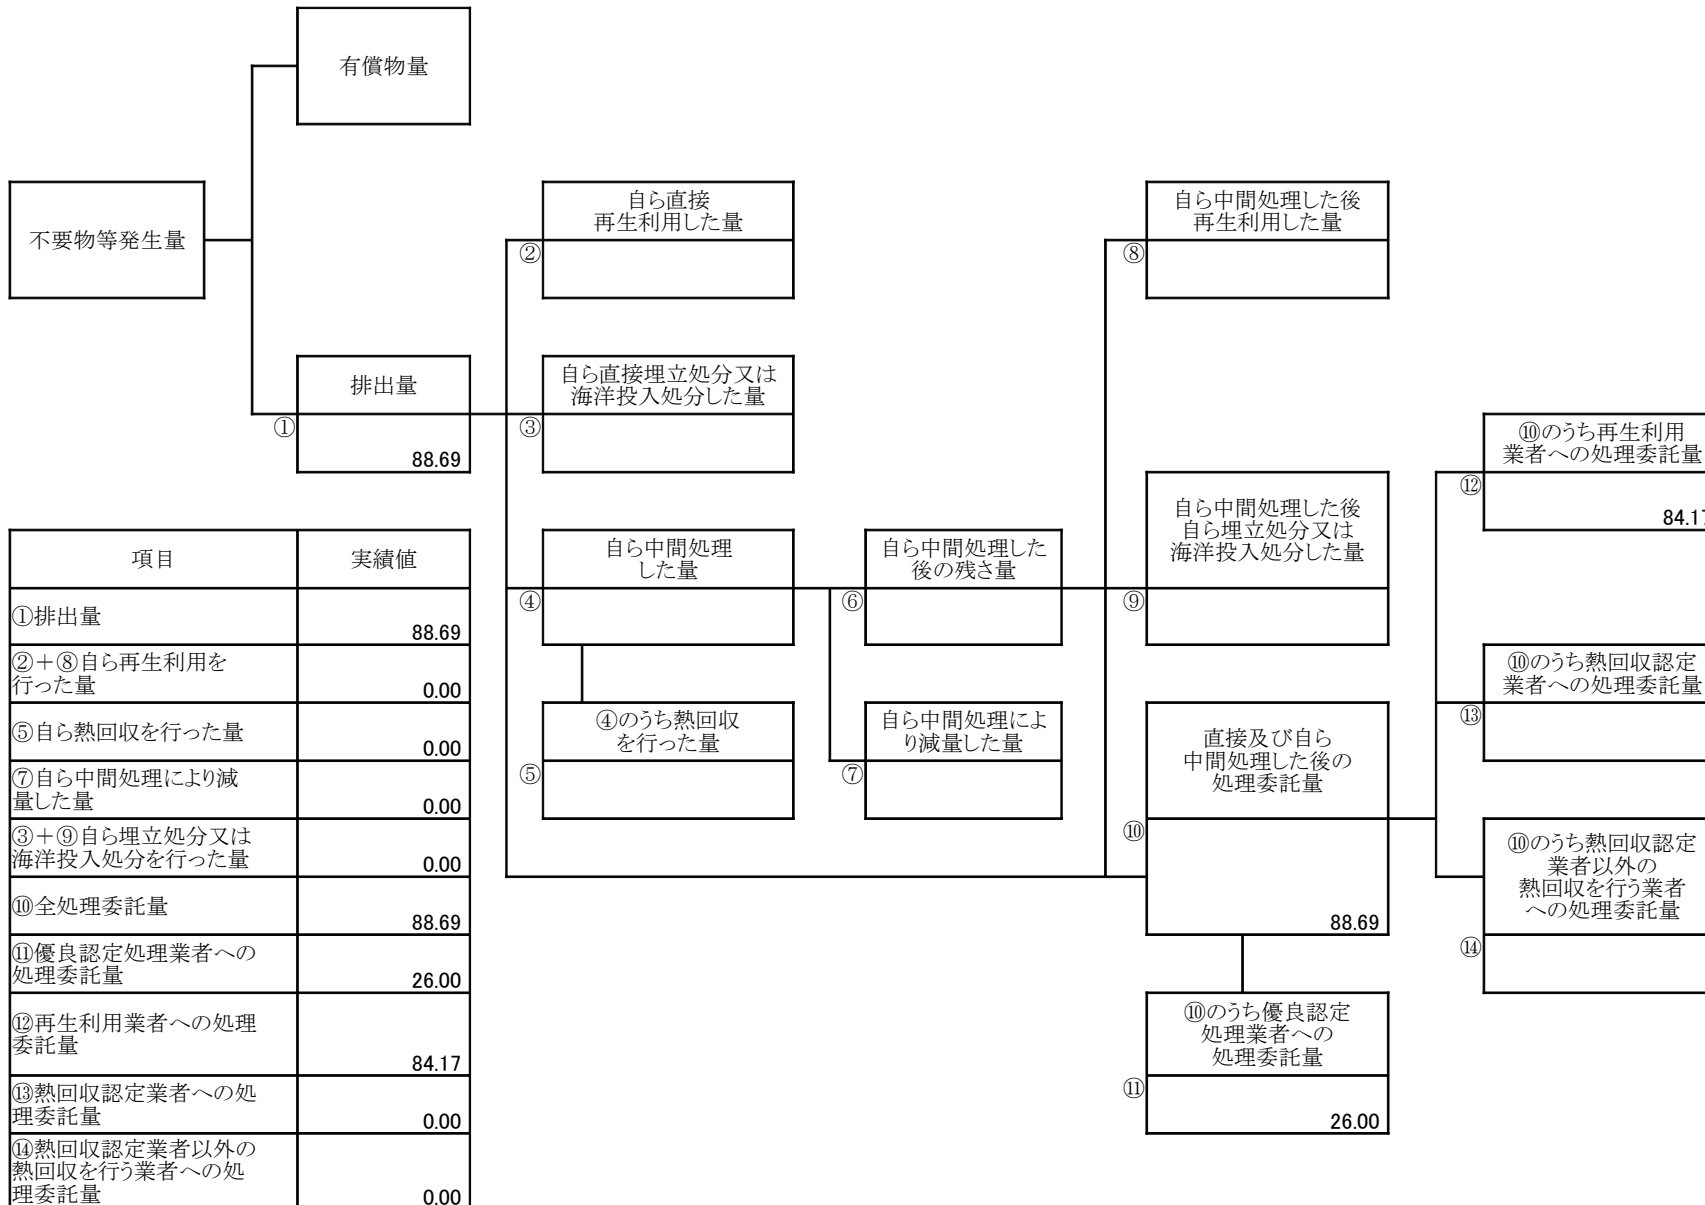 有償物量
不要物等発生量
自ら直接
再生利用した量
②
自ら中間処理した後
再生利用した量
⑧
排出量
①
88.69
自ら直接埋立処分又は
海洋投入処分した量
③
⑩のうち再生利用
業者への処理委託量
⑫
84.17
自ら中間処理した後
自ら埋立処分又は
海洋投入処分した量
⑨
自ら中間処理
した量
④
自ら中間処理した
後の残さ量
⑥
⑩のうち熱回収認定
業者への処理委託量
⑬
④のうち熱回収
を行った量
⑤
自ら中間処理によ
り減量した量
⑦
直接及び自ら
中間処理した後の
処理委託量
⑩
88.69
⑩のうち熱回収認定
業者以外の
熱回収を行う業者
への処理委託量
⑭
⑩のうち優良認定
処理業者への
処理委託量
⑪
26.00
項目 実績値
①排出量
88.69
②+⑧自ら再生利用を
行った量
0.00
⑤自ら熱回収を行った量
0.00
⑦自ら中間処理により減
量した量
0.00
③+⑨自ら埋立処分又は
海洋投入処分を行った量
0.00
⑩全処理委託量
88.69
⑪優良認定処理業者への
処理委託量
26.00
⑫再生利用業者への処理
委託量
84.17
⑬熱回収認定業者への処
理委託量
0.00
⑭熱回収認定業者以外の
熱回収を行う業者への処
理委託量
0.00